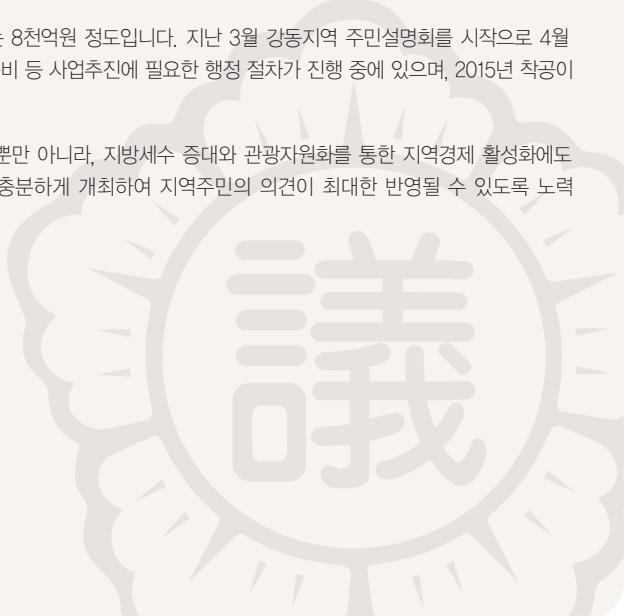 8천억원 정도입니다. 지난 3월 강동지역 주민설명회를 시작으로 4월
등 사업추진에 필요한 행정 절차가 진행 중에 있으며, 2015년 착공이
뿐만 아니라, 지방세수 증대와 관광자원화를 통한 지역경제 활성화에도
충분하게 개최하여 지역주민의 의견이 최대한 반영될 수 있도록 노력
議